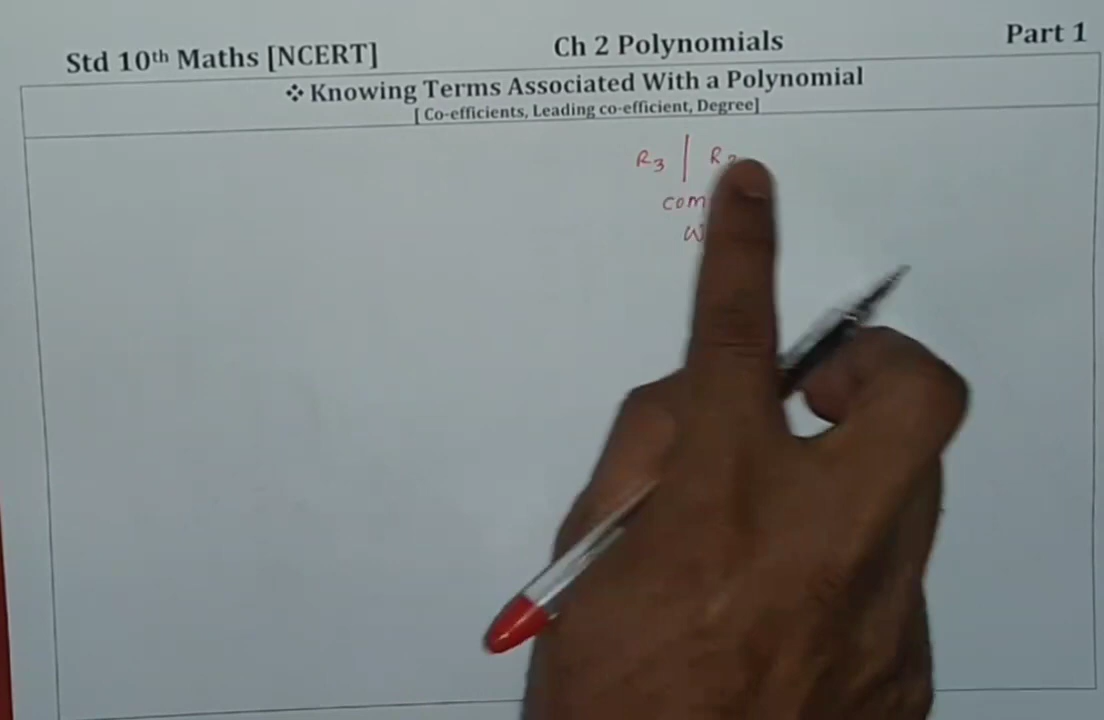 Std 10th Maths [NCERT] Ch 2 Polynomials Part 1
❖ Knowing Terms Associated With a Polynomial
[ Co-efficients, Leading co-efficient, Degree]
R3 | R